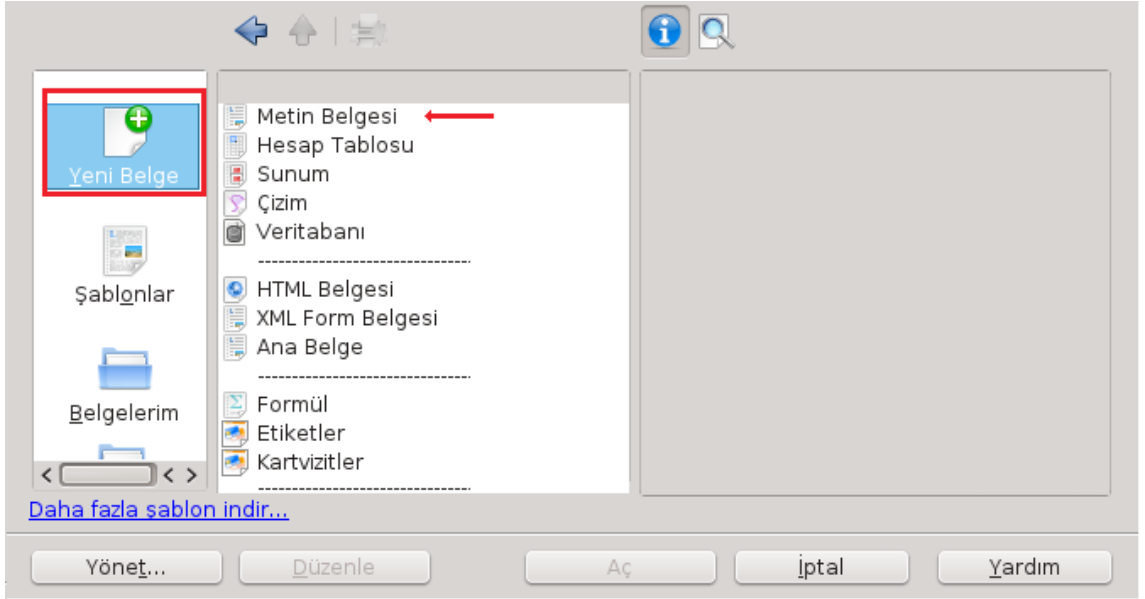 Yeni Belge
Şablonlar
Belgelerim
Metin Belgesi
Hesap Tablosu
Sunum
Çizim
Veritabanı
HTML Belgesi
XML Form Belgesi
Ana Belge
Formül
Etiketler
Kartvizitler
Daha fazla şablon indir...
Yönet... Düzenle Aç İptal Yardım